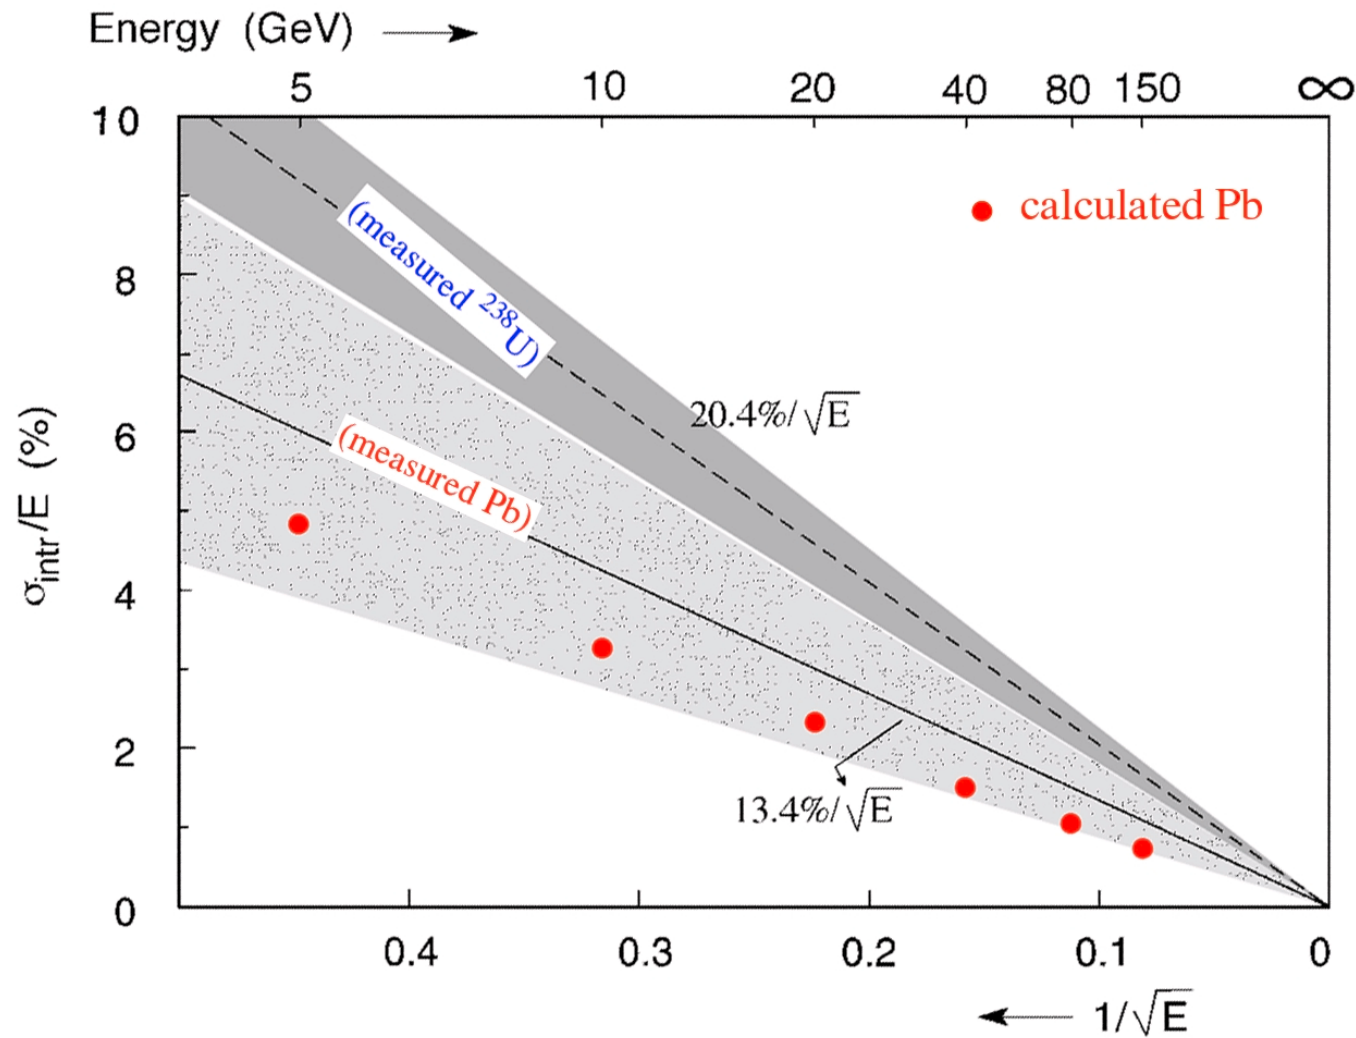 Energy (GeV) →
5 10 20 40 80 150 ∞
10
8
6
4
2
0
σintr/E (%)
calculated Pb
(measured ²³⁸U)
20.4%/√E
(measured Pb)
13.4%/√E
0.4 0.3 0.2 0.1 0
← 1/√E